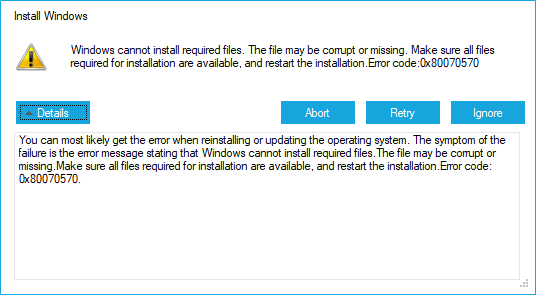 Install Windows
Windows cannot install required files. The file may be corrupt or missing. Make sure all files
required for installation are available, and restart the installation.Error code:0x80070570
Details
Abort
Retry
Ignore
You can most likely get the error when reinstalling or updating the operating system. The symptom of the
failure is the error message stating that Windows cannot install required files.The file may be corrupt or
missing.Make sure all files required for installation are available, and restart the installation.Error code:
0x80070570.